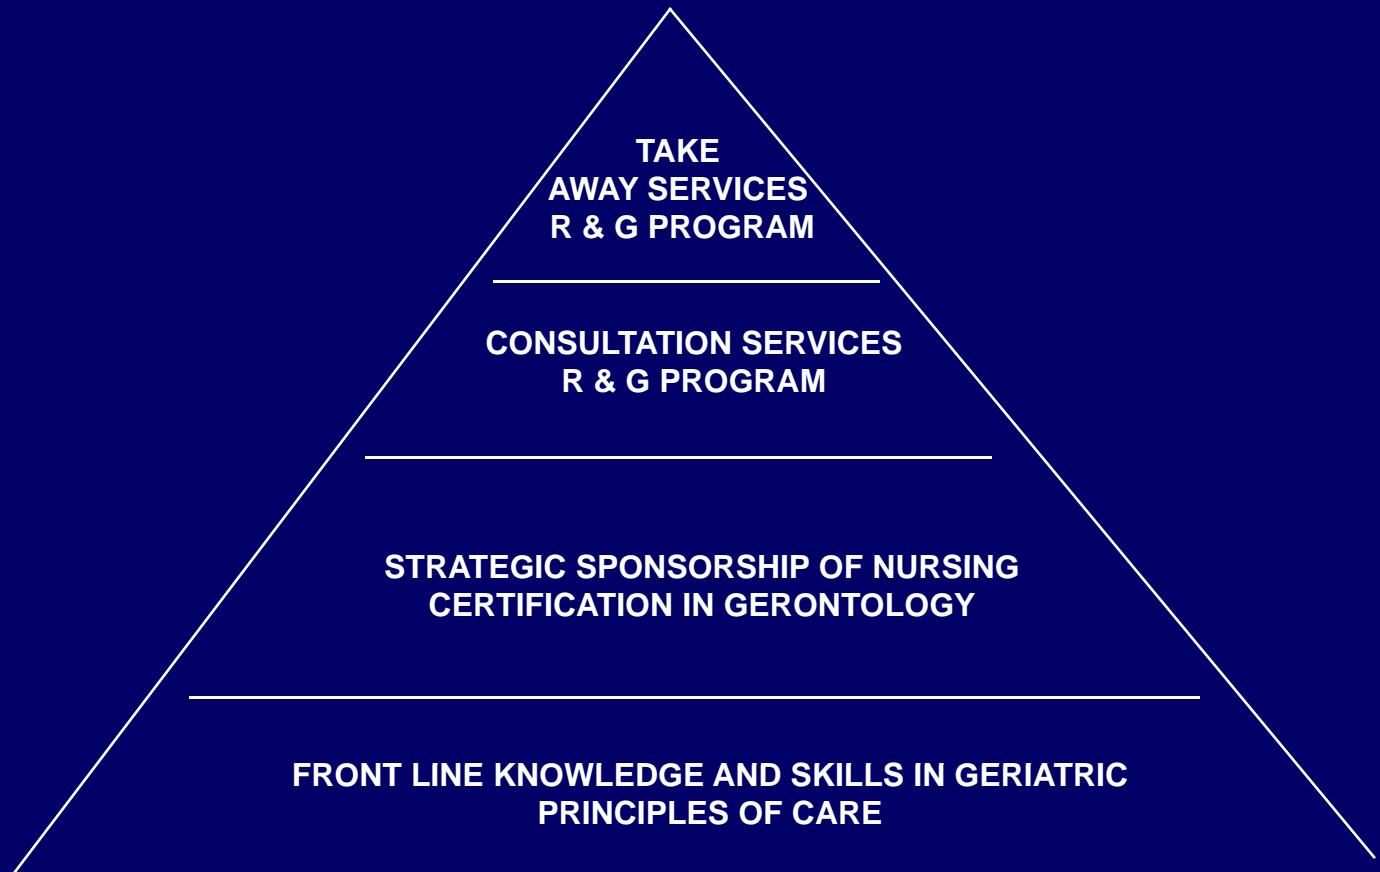 TAKE
AWAY SERVICES
R & G PROGRAM
CONSULTATION SERVICES
R & G PROGRAM
STRATEGIC SPONSORSHIP OF NURSING
CERTIFICATION IN GERONTOLOGY
FRONT LINE KNOWLEDGE AND SKILLS IN GERIATRIC
PRINCIPLES OF CARE